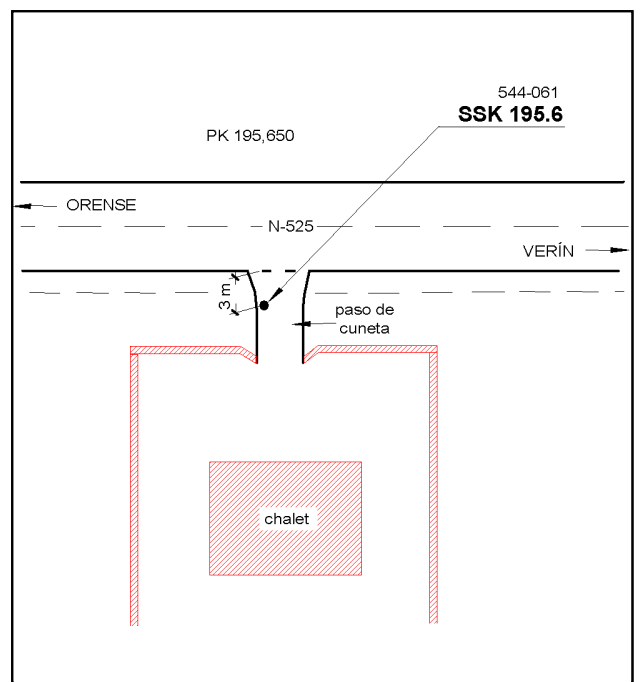 544-061
SSK 195.6
PK 195,650
ORENSE
N-525
VERÍN
3 m
paso de
cuneta
chalet